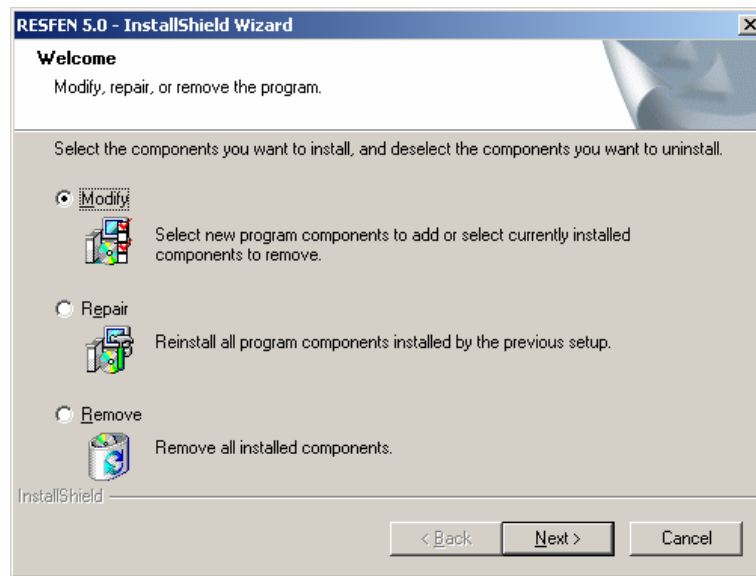 RESFEN 5.0 - InstallShield Wizard
Welcome
Modify, repair, or remove the program.
Select the components you want to install, and deselect the components you want to uninstall.
Modify
Select new program components to add or select currently installed
components to remove.
Repair
Reinstall all program components installed by the previous setup.
Remove
Remove all installed components.
InstallShield
< Back
Next >
Cancel